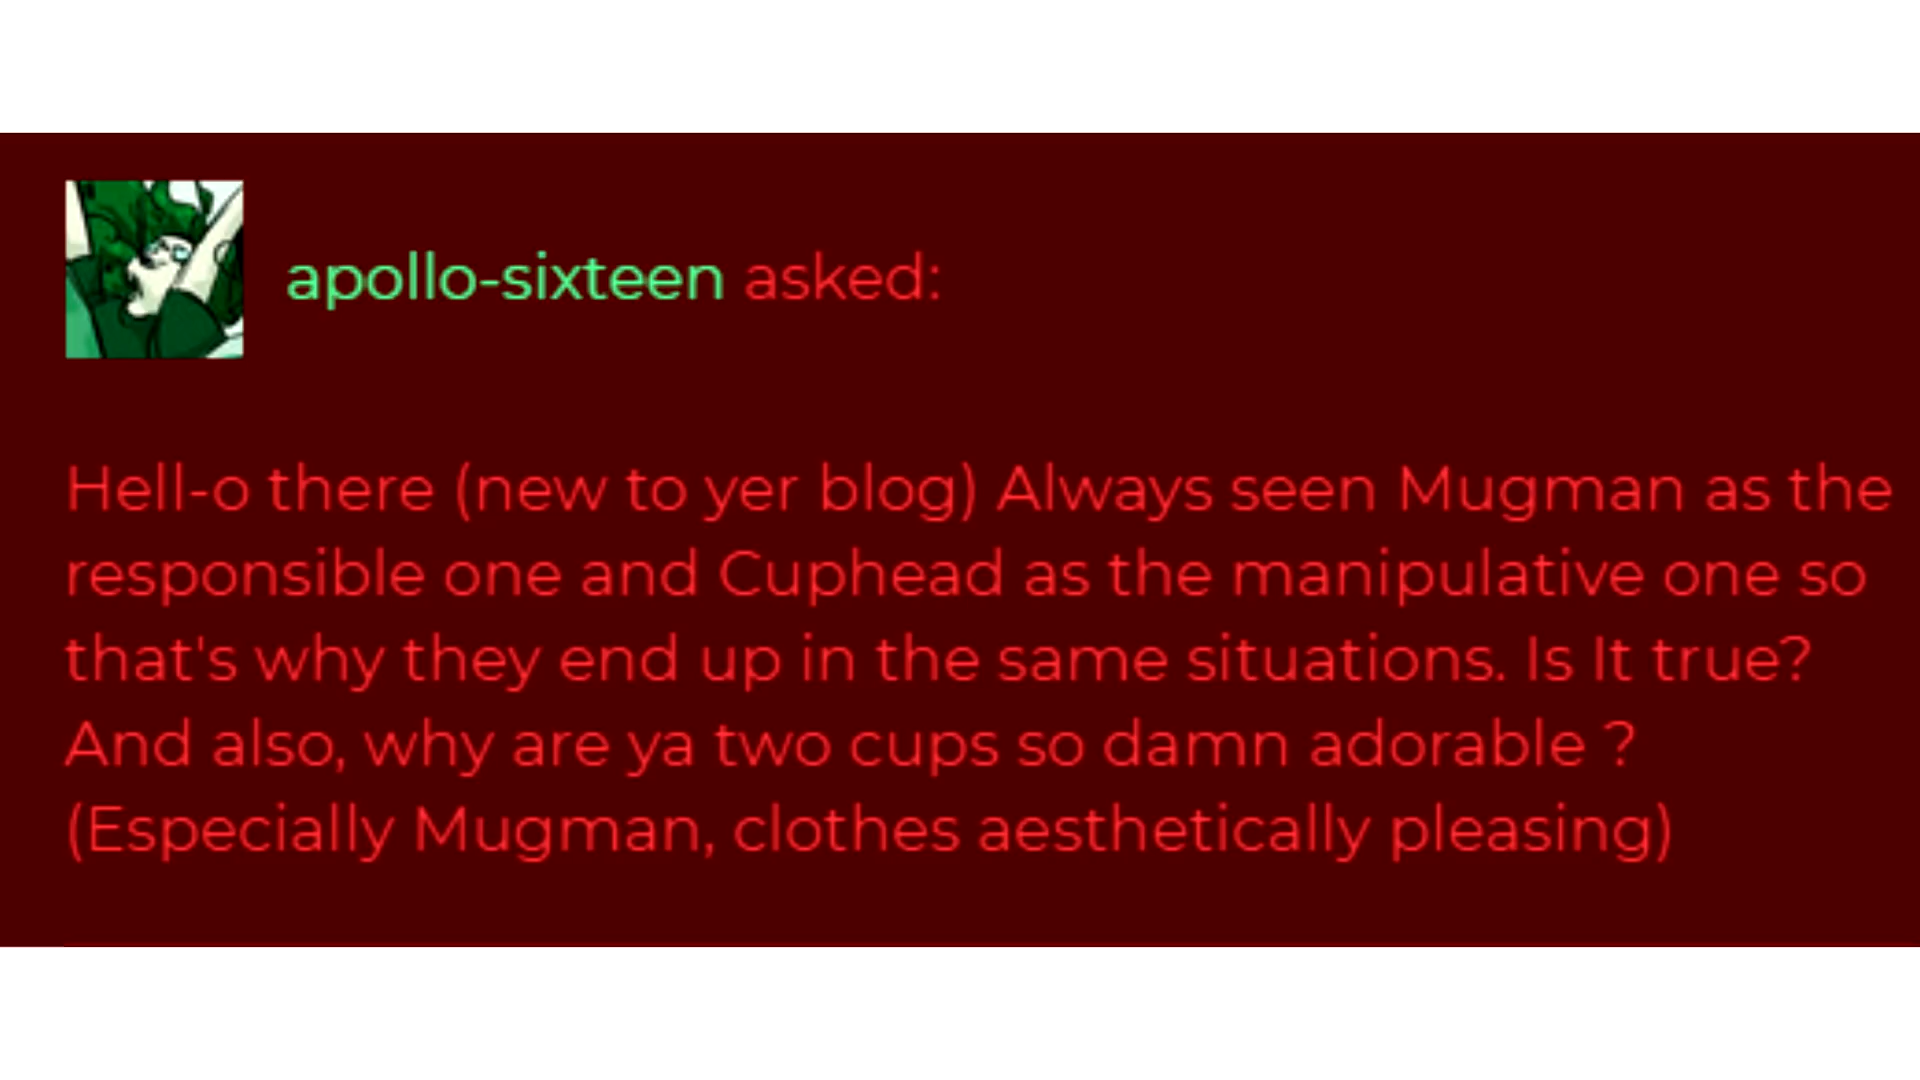 apollo-sixteen asked:
Hell-o there (new to yer blog) Always seen Mugman as the
responsible one and Cuphead as the manipulative one so
that's why they end up in the same situations. Is It true?
And also, why are ya two cups so damn adorable ?
(Especially Mugman, clothes aesthetically pleasing)